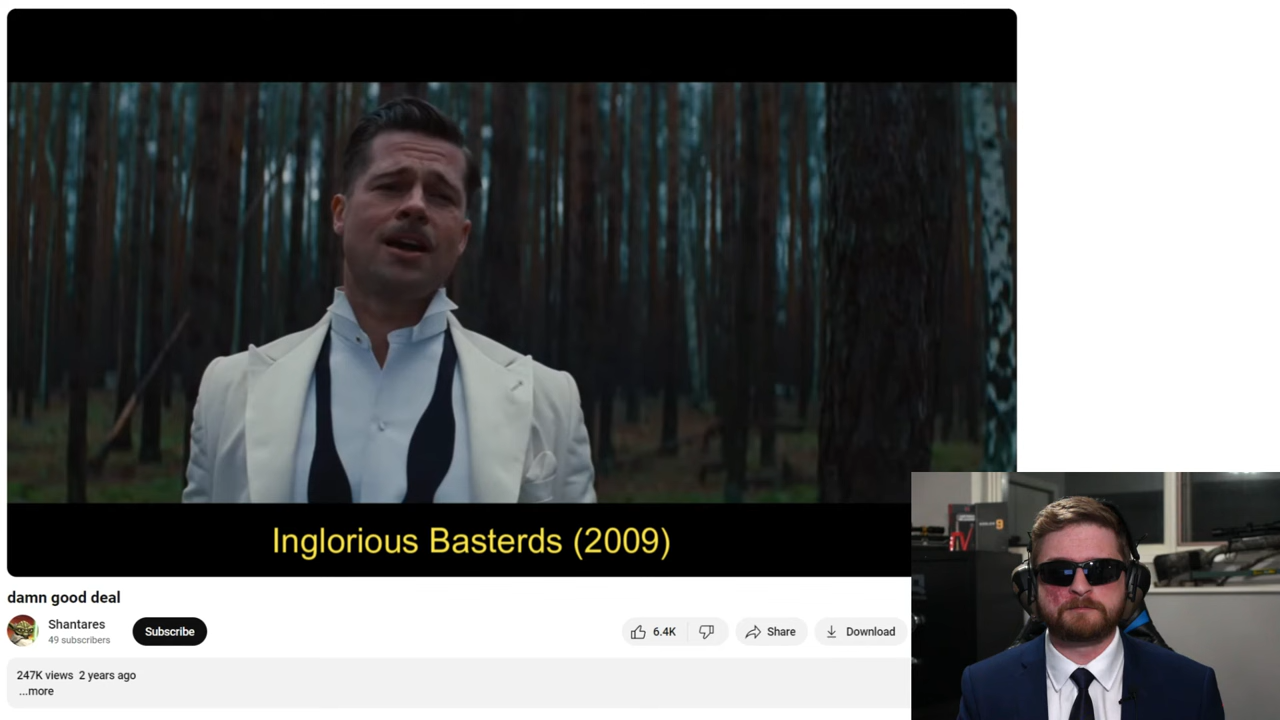 Inglorious Basterds (2009)
damn good deal
Shantares
49 subscribers
Subscribe
6.4K
Share
Download
247K views 2 years ago
...more
9